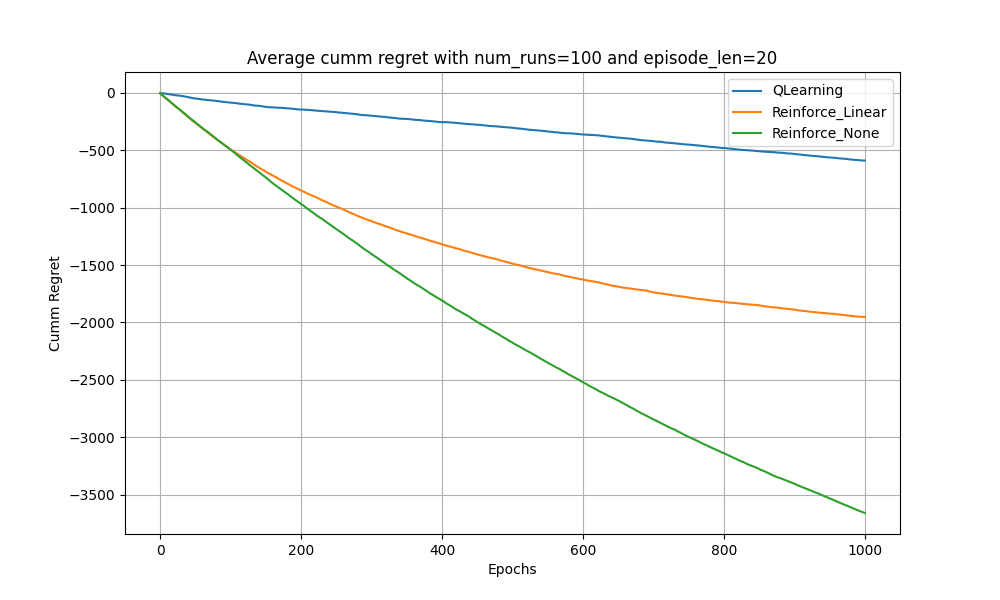 Average cumm regret with num_runs=100 and episode_len=20
QLearning
Reinforce_Linear
Reinforce_None
0
−500
−1000
−1500
−2000
−2500
−3000
−3500
Cumm Regret
0 200 400 600 800 1000
Epochs